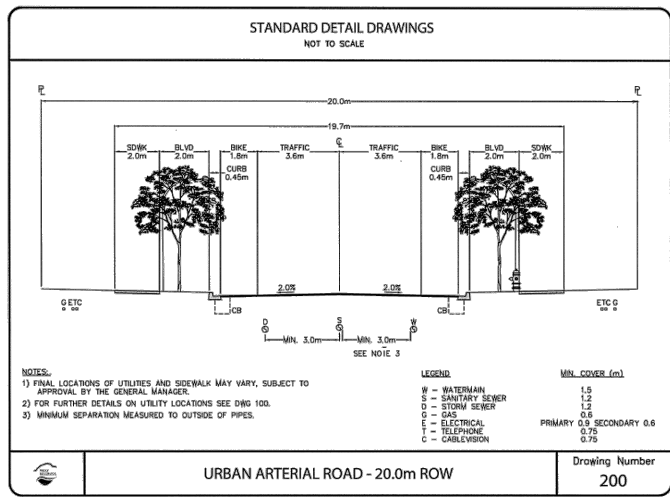 STANDARD DETAIL DRAWINGS
NOT TO SCALE
PL PL
20.0m
19.7m
SDWK BLVD BIKE TRAFFIC CL TRAFFIC BIKE BLVD SDWK
2.0m 2.0m 1.8m 3.6m 3.6m 1.8m 2.0m 2.0m
CURB CURB
0.45m 0.45m
2.0% 2.0%
G ETC ETC G
CB CB
D S W
MIN. 3.0m MIN. 3.0m
SEE NOTE 3
NOTES:
1) FINAL LOCATIONS OF UTILITIES AND SIDEWALK MAY VARY, SUBJECT TO
APPROVAL BY THE GENERAL MANAGER.
2) FOR FURTHER DETAILS ON UTILITY LOCATIONS SEE DWG 100.
3) MINIMUM SEPARATION MEASURED TO OUTSIDE OF PIPES.
LEGEND MIN. COVER (m)
W - WATERMAIN 1.5
S - SANITARY SEWER 1.2
D - STORM SEWER 1.2
G - GAS 0.6
E - ELECTRICAL PRIMARY 0.9 SECONDARY 0.6
T - TELEPHONE 0.75
C - CABLEVISION 0.75
URBAN ARTERIAL ROAD - 20.0m ROW
Drawing Number
200